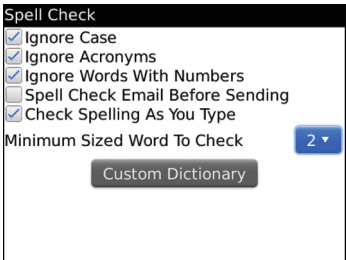 Spell Check
Ignore Case
Ignore Acronyms
Ignore Words With Numbers
Spell Check Email Before Sending
Check Spelling As You Type
Minimum Sized Word To Check 2
Custom Dictionary